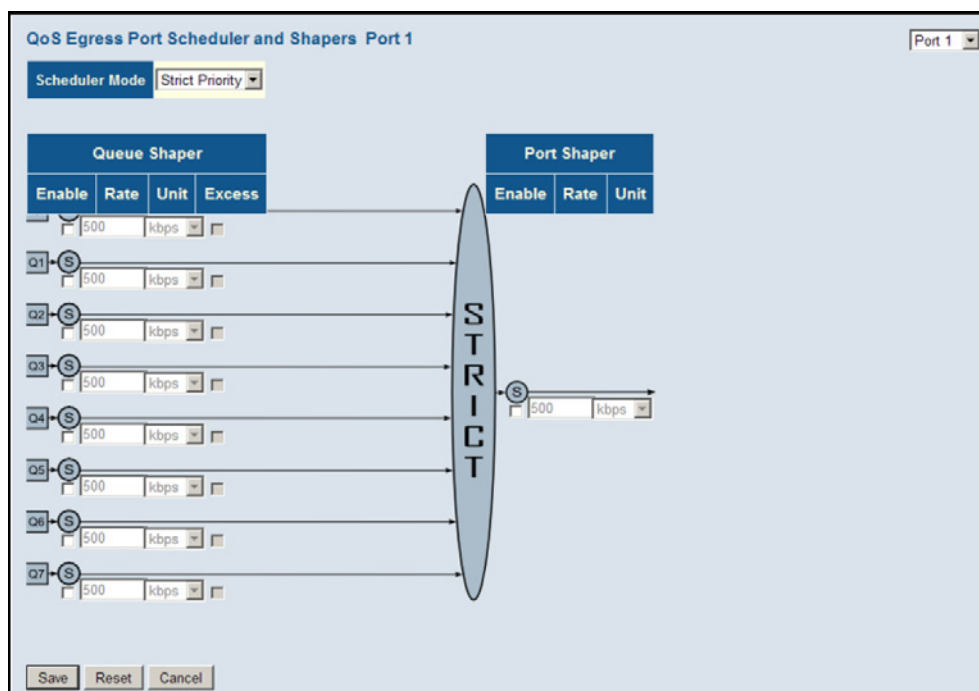 QoS Egress Port Scheduler and Shapers Port 1
Port 1
Scheduler Mode Strict Priority
Queue Shaper
Port Shaper
Enable Rate Unit Excess
Enable Rate Unit
500 kbps
Q1 S
500 kbps
Q2 S
500 kbps
Q3 S
500 kbps
Q4 S
500 kbps
Q5 S
500 kbps
Q6 S
500 kbps
Q7 S
500 kbps
STRICT
S
500 kbps
Save Reset Cancel